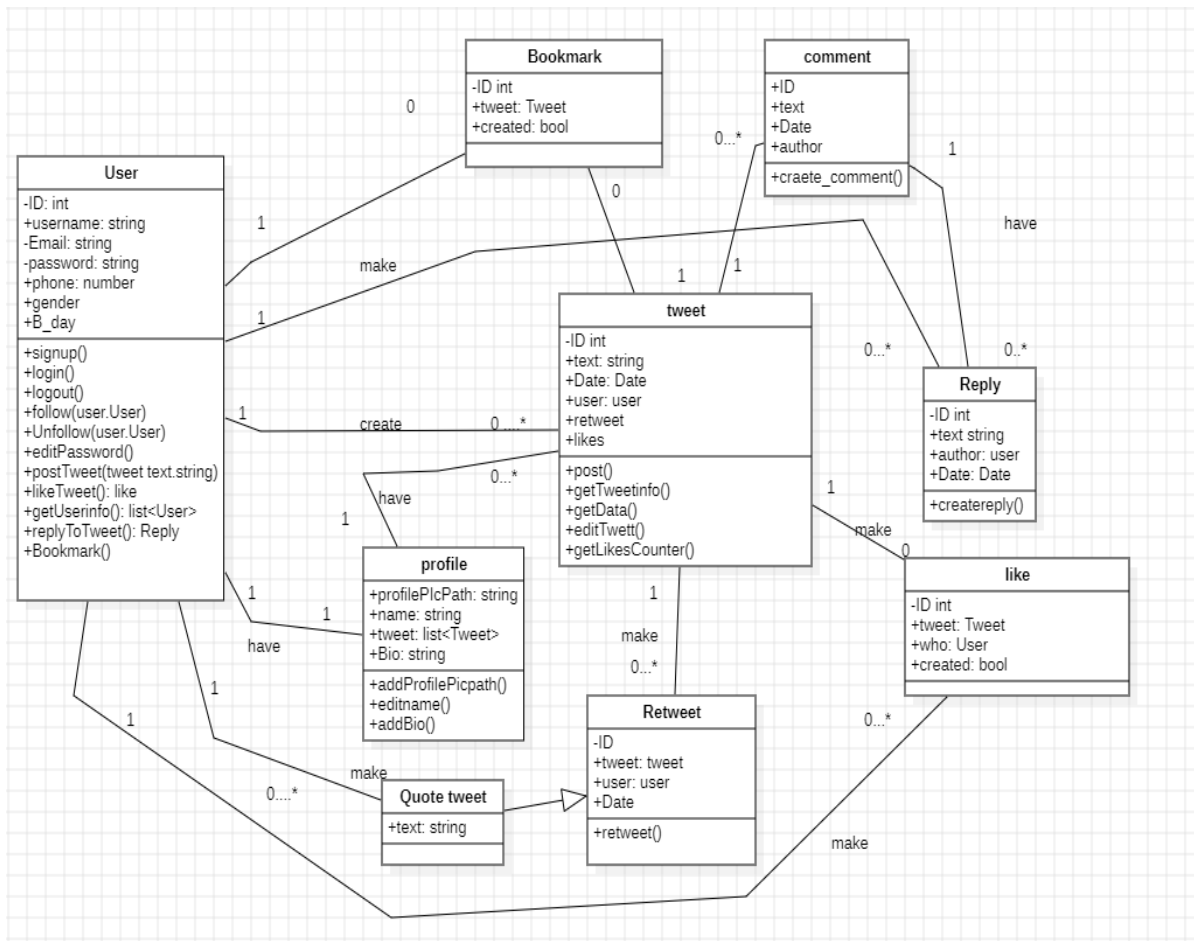 Bookmark
-ID int
+tweet: Tweet
+created: bool
comment
+ID
+text
+Date
+author
+craete_comment()
User
-ID: int
+username: string
-Email: string
-password: string
+phone: number
+gender
+B_day
+signup()
+login()
+logout()
+follow(user.User)
+Unfollow(user.User)
+editPassword()
+postTweet(tweet text.string)
+likeTweet(): like
+getUserinfo(): list<User>
+replyToTweet(): Reply
+Bookmark()
0
1
0
1
0...*
1
1
have
0..*
make
1
0...*
tweet
-ID int
+text: string
+Date: Date
+user: user
+retweet
+likes
+post()
+getTweetinfo()
+getData()
+editTwett()
+getLikesCounter()
Reply
-ID int
+text string
+author: user
+Date: Date
+createreply()
1
create
0....*
0...*
have
1
profile
+profilePIcPath: string
+name: string
+tweet: list<Tweet>
+Bio: string
+addProfilePicpath()
+editname()
+addBio()
1
1
have
1
make
0
like
-ID int
+tweet: Tweet
+who: User
+created: bool
1
make
0...*
Retweet
-ID
+tweet: tweet
+user: user
+Date
+retweet()
1
make
0....*
Quote tweet
+text: string
1
0...*
make